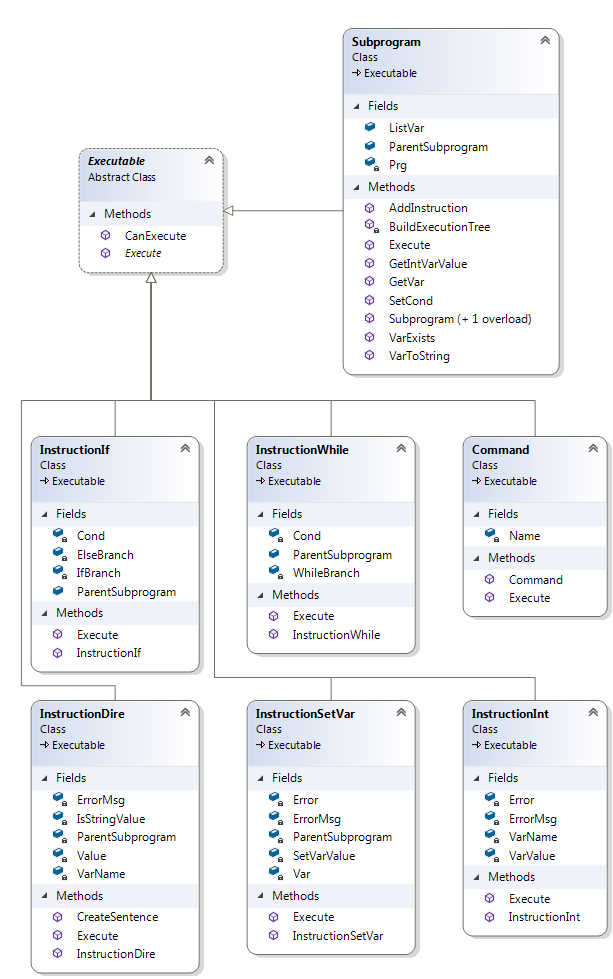 Subprogram
Class
Executable
Fields
ListVar
ParentSubprogram
Prg
Methods
AddInstruction
BuildExecutionTree
Execute
GetIntVarValue
GetVar
SetCond
Subprogram (+ 1 overload)
VarExists
VarToString
Executable
Abstract Class
Methods
CanExecute
Execute
InstructionIf
Class
Executable
Fields
Cond
ElseBranch
IfBranch
ParentSubprogram
Methods
Execute
InstructionIf
InstructionWhile
Class
Executable
Fields
Cond
ParentSubprogram
WhileBranch
Methods
Execute
InstructionWhile
Command
Class
Executable
Fields
Name
Methods
Command
Execute
InstructionDire
Class
Executable
Fields
ErrorMsg
IsStringValue
ParentSubprogram
Value
VarName
Methods
CreateSentence
Execute
InstructionDire
InstructionSetVar
Class
Executable
Fields
Error
ErrorMsg
ParentSubprogram
SetVarValue
Var
Methods
Execute
InstructionSetVar
InstructionInt
Class
Executable
Fields
Error
ErrorMsg
VarName
VarValue
Methods
Execute
InstructionInt